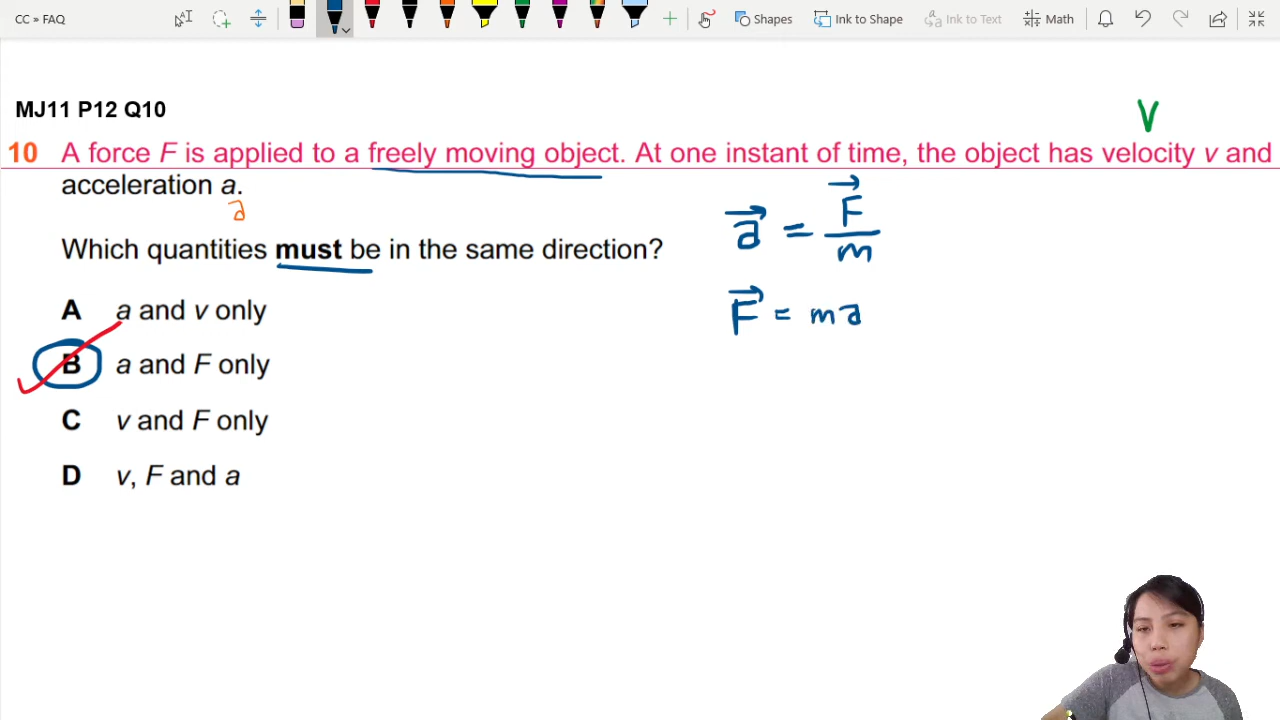 CC » FAQ
Shapes
Ink to Shape
Ink to Text
Math
MJ11 P12 Q10
V
10 A force F is applied to a freely moving object. At one instant of time, the object has velocity v and
acceleration a.
a
Which quantities must be in the same direction?
A a and v only
B a and F only
C v and F only
D v, F and a
a = F/m
F = ma